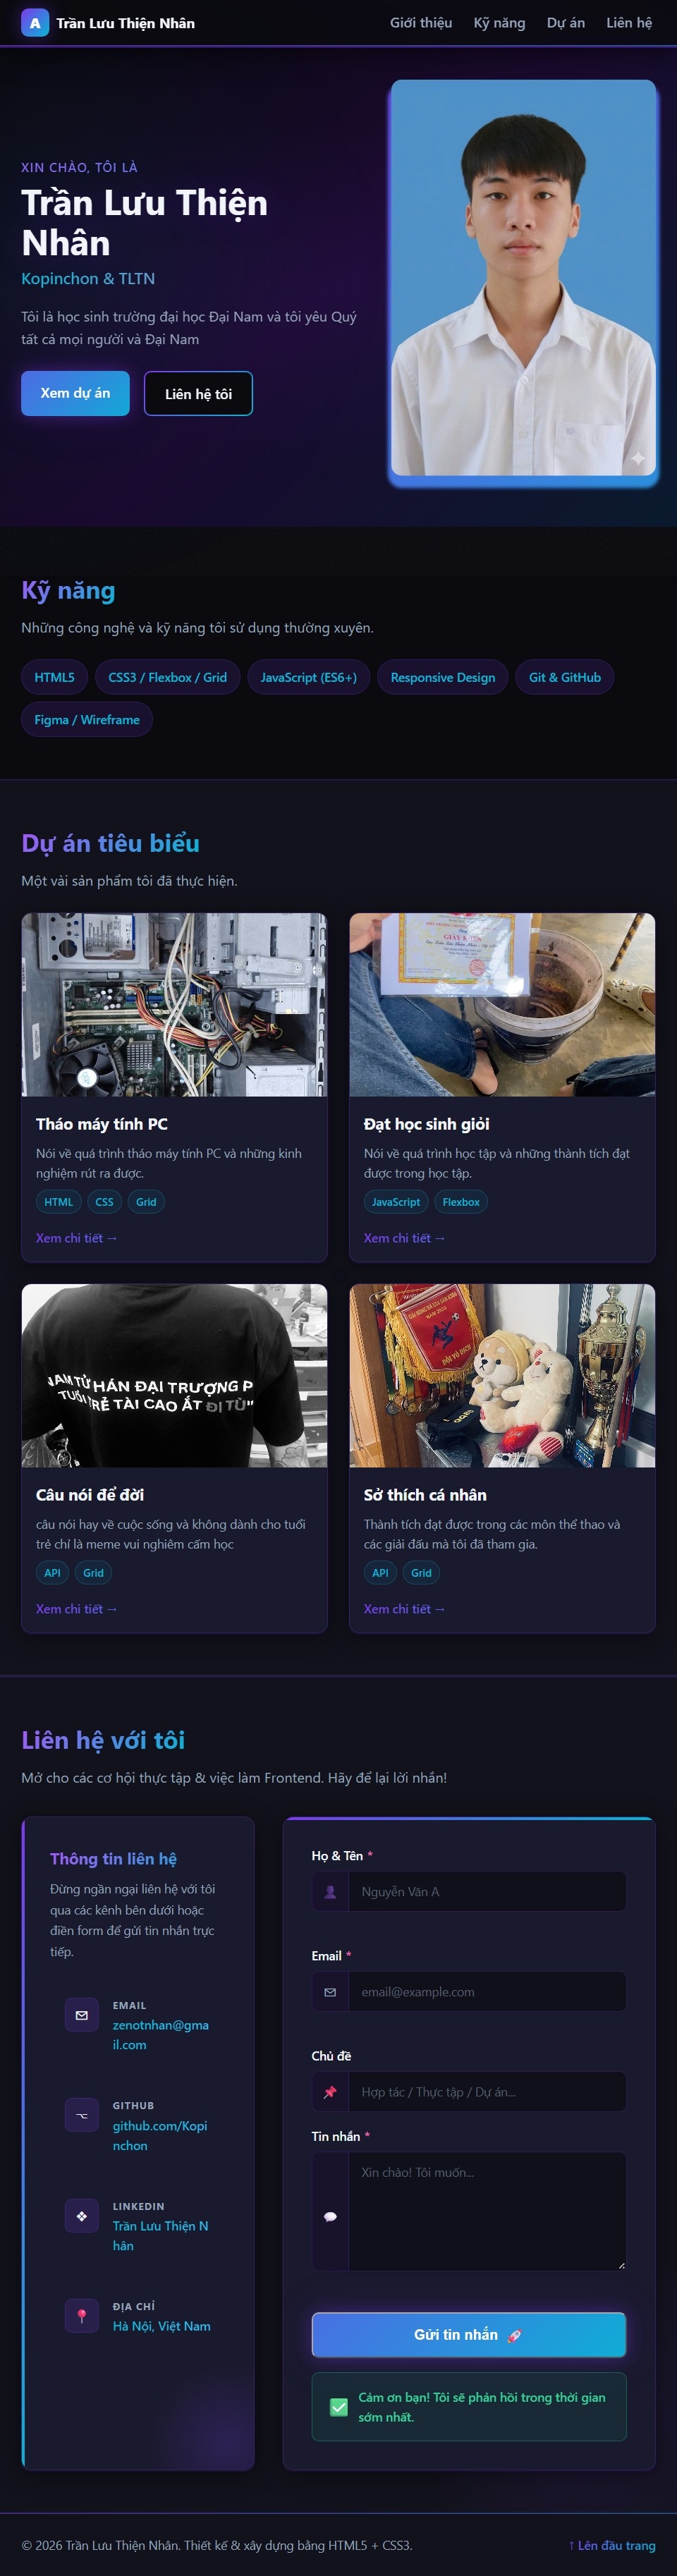 A Trần Lưu Thiện Nhân
Giới thiệu Kỹ năng Dự án Liên hệ
XIN CHÀO, TÔI LÀ
Trần Lưu Thiện
Nhân
Kopinchon & TLTN
Tôi là học sinh trường đại học Đại Nam và tôi yêu Quý
tất cả mọi người và Đại Nam
Xem dự án Liên hệ tôi
Kỹ năng
Những công nghệ và kỹ năng tôi sử dụng thường xuyên.
HTML5 CSS3 / Flexbox / Grid JavaScript (ES6+) Responsive Design Git & GitHub
Figma / Wireframe
Dự án tiêu biểu
Một vài sản phẩm tôi đã thực hiện.
GIẤY KHEN
Tháo máy tính PC
Nói về quá trình tháo máy tính PC và những kinh
nghiệm rút ra được.
HTML CSS Grid
Xem chi tiết →
Đạt học sinh giỏi
Nói về quá trình học tập và những thành tích đạt
được trong học tập.
JavaScript Flexbox
Xem chi tiết →
NAM TỬ HÁN ĐẠI TRƯỢNG P
TUỔI TRẺ TÀI CAO ẮT ĐI TÙ"
Câu nói để đời
câu nói hay về cuộc sống và không dành cho tuổi
trẻ chỉ là meme vui nghiêm cấm học
API Grid
Xem chi tiết →
Sở thích cá nhân
Thành tích đạt được trong các môn thể thao và
các giải đấu mà tôi đã tham gia.
API Grid
Xem chi tiết →
Liên hệ với tôi
Mở cho các cơ hội thực tập & việc làm Frontend. Hãy để lại lời nhắn!
Thông tin liên hệ
Đừng ngần ngại liên hệ với tôi
qua các kênh bên dưới hoặc
điền form để gửi tin nhắn trực
tiếp.
EMAIL
zenotnhan@gma
il.com
GITHUB
github.com/Kopi
nchon
LINKEDIN
Trần Lưu Thiện N
hân
ĐỊA CHỈ
Hà Nội, Việt Nam
Họ & Tên *
Nguyễn Văn A
Email *
email@example.com
Chủ đề
Hợp tác / Thực tập / Dự án...
Tin nhắn *
Xin chào! Tôi muốn...
Gửi tin nhắn 🚀
Cảm ơn bạn! Tôi sẽ phản hồi trong thời gian
sớm nhất.
© 2026 Trần Lưu Thiện Nhân. Thiết kế & xây dựng bằng HTML5 + CSS3.
↑ Lên đầu trang